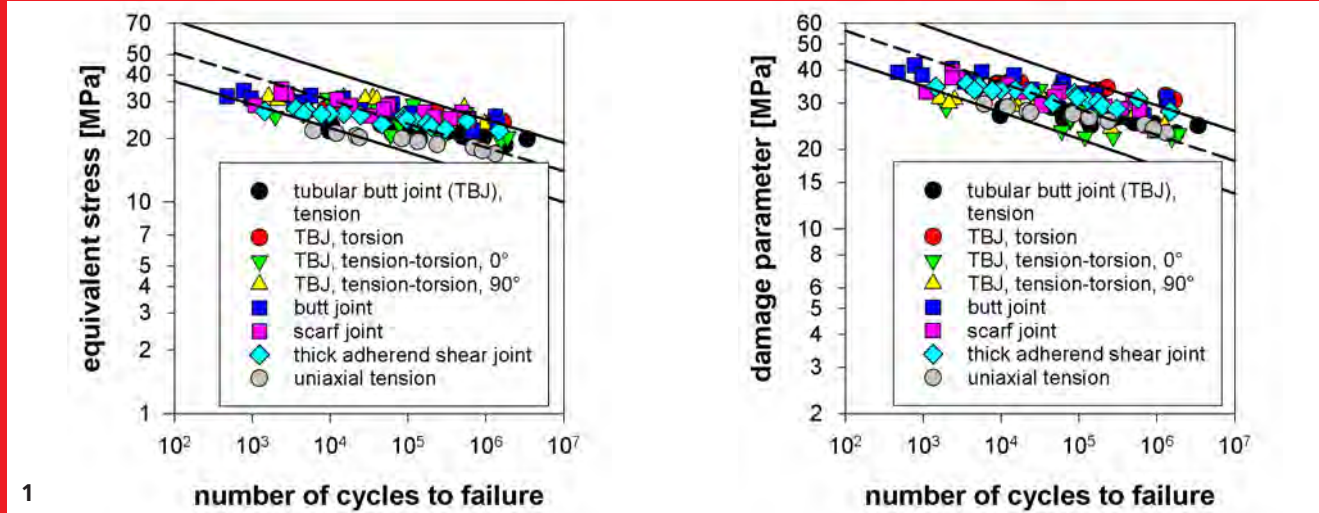 equivalent stress [MPa]
70
50
40
30
20
10
7
5
4
3
2
1
tubular butt joint (TBJ),
tension
TBJ, torsion
TBJ, tension-torsion, 0°
TBJ, tension-torsion, 90°
butt joint
scarf joint
thick adherend shear joint
uniaxial tension
10² 10³ 10⁴ 10⁵ 10⁶ 10⁷
number of cycles to failure
damage parameter [MPa]
60
50
40
30
20
15
10
8
6
5
4
3
2
tubular butt joint (TBJ),
tension
TBJ, torsion
TBJ, tension-torsion, 0°
TBJ, tension-torsion, 90°
butt joint
scarf joint
thick adherend shear joint
uniaxial tension
10² 10³ 10⁴ 10⁵ 10⁶ 10⁷
number of cycles to failure
1